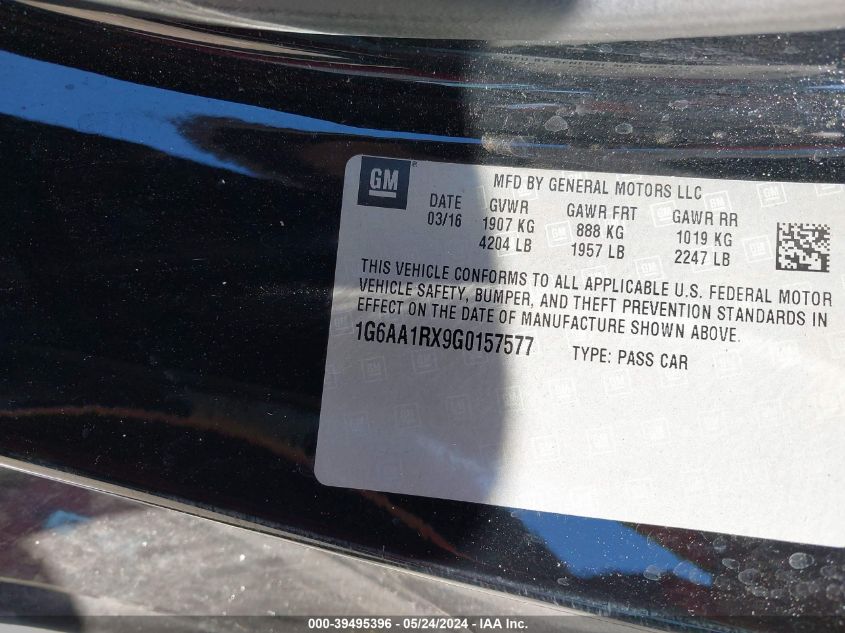 GM
MFD BY GENERAL MOTORS LLC
DATE GVWR GAWR FRT GAWR RR
03/16 1907 KG 888 KG 1019 KG
4204 LB 1957 LB 2247 LB
THIS VEHICLE CONFORMS TO ALL APPLICABLE U.S. FEDERAL MOTOR
VEHICLE SAFETY, BUMPER, AND THEFT PREVENTION STANDARDS IN
EFFECT ON THE DATE OF MANUFACTURE SHOWN ABOVE.
1G6AA1RX9G0157577 TYPE: PASS CAR
000-39495396 - 05/24/2024 - IAA Inc.